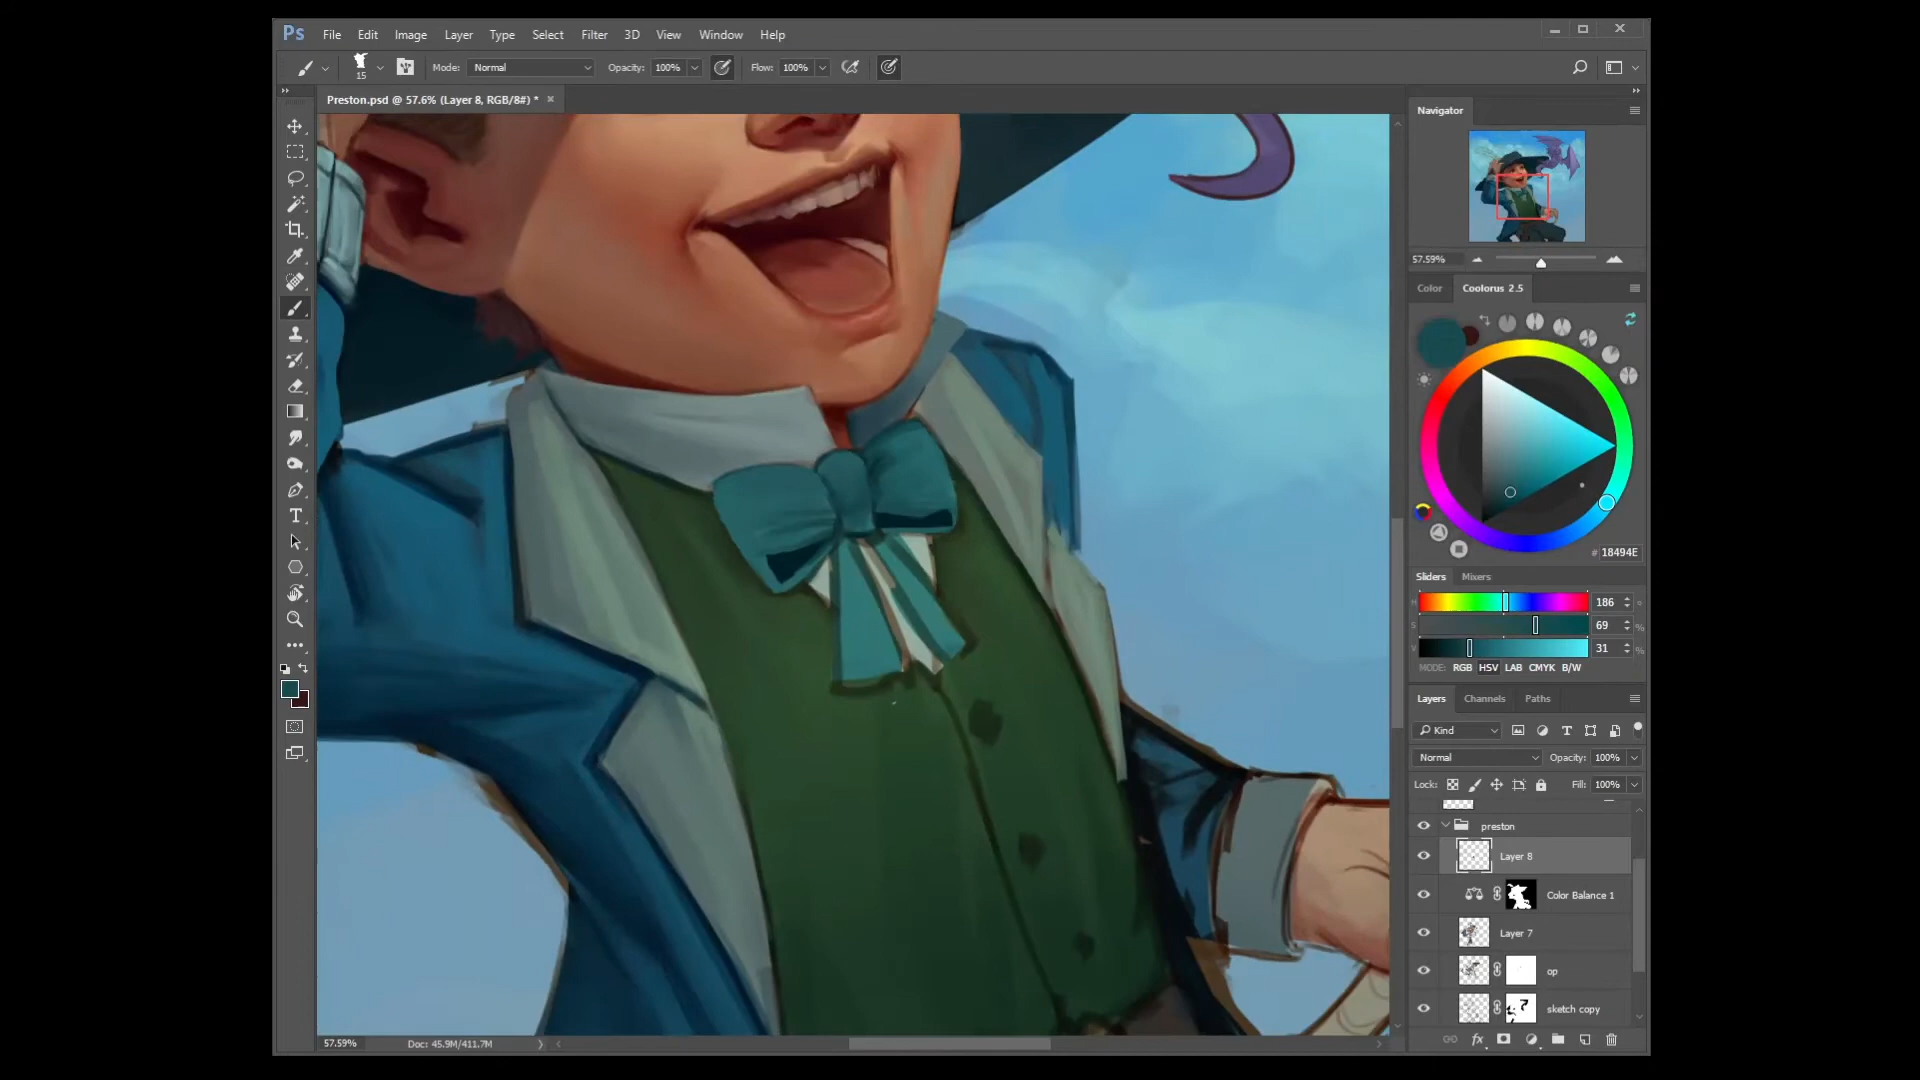 Ps File Edit Image Layer Type Select Filter 3D View Window Help
15 Mode: Normal Opacity: 100% Flow: 100%
Preston.psd @ 57.6% (Layer 8, RGB/8#) *
Navigator
57.59%
Color Coolorus 2.5
# 18494E
Sliders Mixers
H 186 °
S 69 %
V 31 %
MODE: RGB HSV LAB CMYK B/W
Layers Channels Paths
Kind
Normal Opacity: 100%
Lock: Fill: 100%
preston
Layer 8
Color Balance 1
Layer 7
op
sketch copy
fx
57.59% Doc: 45.9M/411.7M